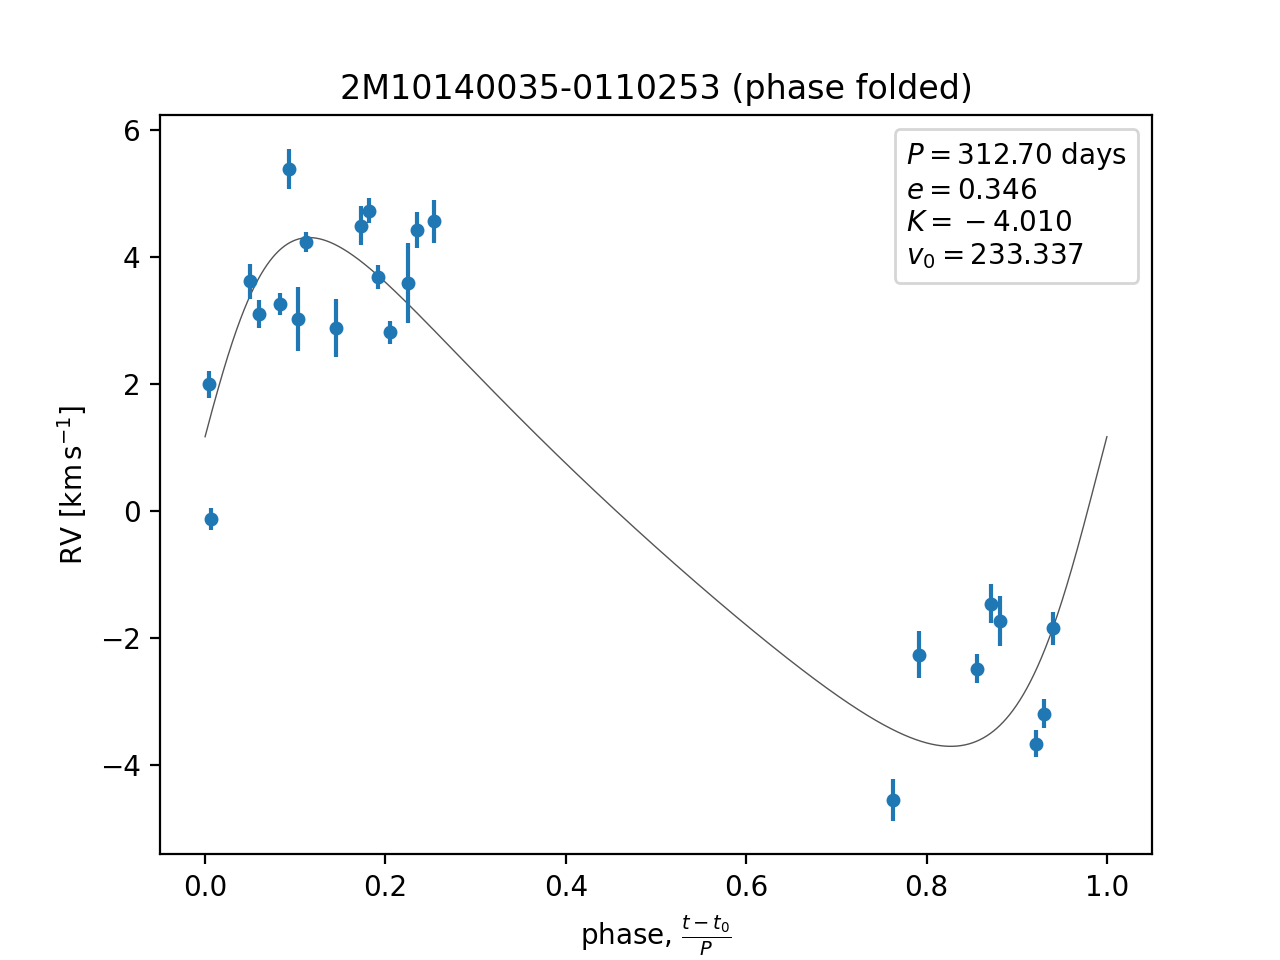 2M10140035-0110253 (phase folded)
P = 312.70 days
e = 0.346
K = −4.010
v₀ = 233.337
6
4
2
0
−2
−4
RV [km s⁻¹]
0.0 0.2 0.4 0.6 0.8 1.0
phase, (t − t₀)/P